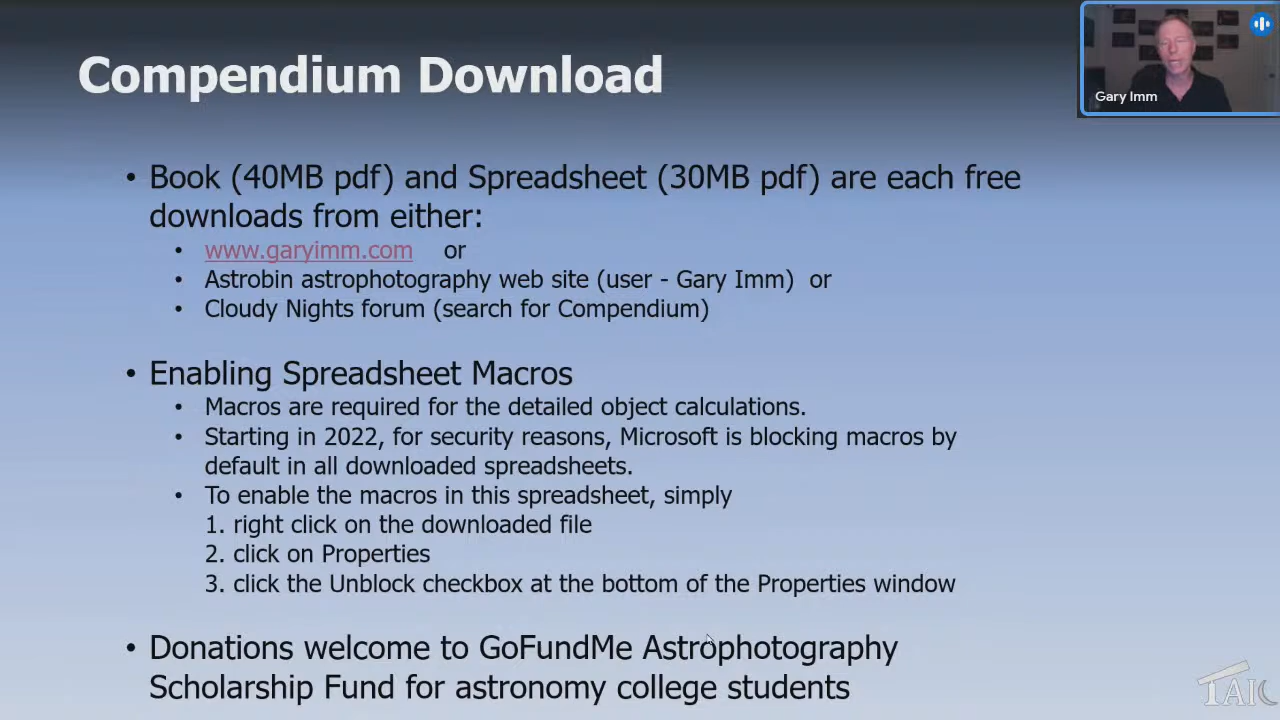 Compendium Download
Gary Imm
• Book (40MB pdf) and Spreadsheet (30MB pdf) are each free
downloads from either:
• www.garyimm.com or
• Astrobin astrophotography web site (user - Gary Imm) or
• Cloudy Nights forum (search for Compendium)
• Enabling Spreadsheet Macros
• Macros are required for the detailed object calculations.
• Starting in 2022, for security reasons, Microsoft is blocking macros by
default in all downloaded spreadsheets.
• To enable the macros in this spreadsheet, simply
1. right click on the downloaded file
2. click on Properties
3. click the Unblock checkbox at the bottom of the Properties window
• Donations welcome to GoFundMe Astrophotography
Scholarship Fund for astronomy college students
TAIC